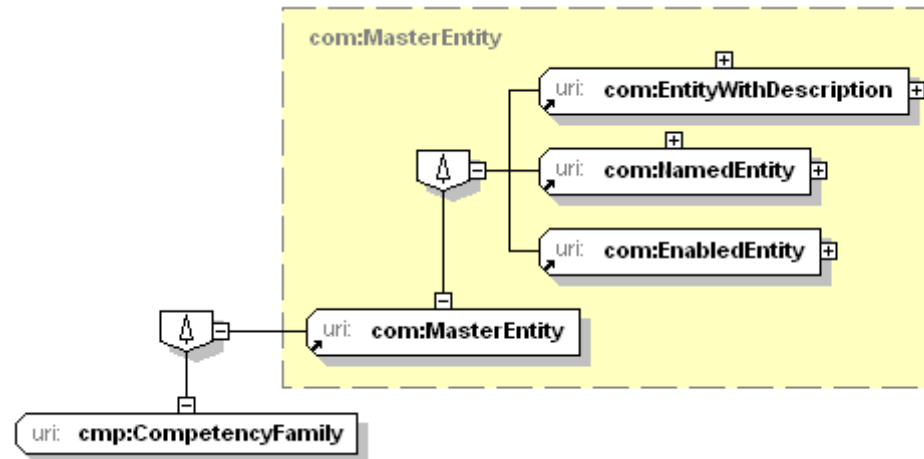 com:MasterEntity
uri: com:EntityWithDescription
uri: com:NamedEntity
uri: com:EnabledEntity
uri: com:MasterEntity
uri: cmp:CompetencyFamily